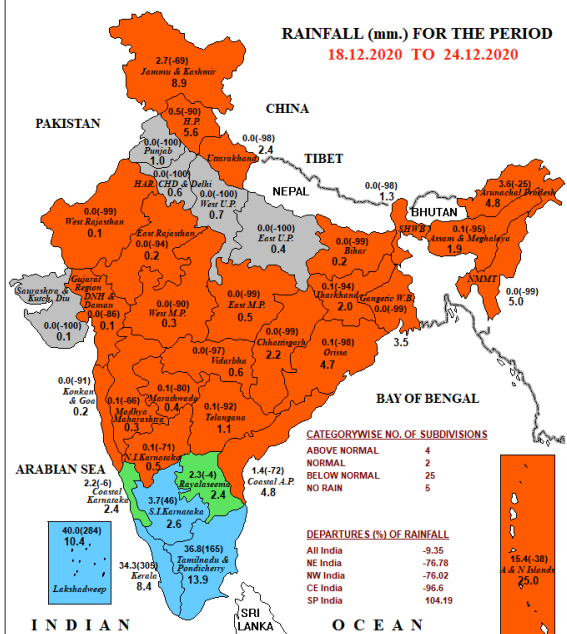 RAINFALL (mm.) FOR THE PERIOD
18.12.2020 TO 24.12.2020
2.7(-69)
Jammu & Kashmir
8.9
CHINA
0.5(-90)
H.P.
5.6
PAKISTAN
0.0(-100)
Punjab
1.0
0.0(-98)
2.4
Uttarakhand
TIBET
0.0(-100)
HAR. CHD & Delhi
0.6
0.0(-100)
West U.P.
0.7
NEPAL
0.0(-98)
1.3
3.6(-25)
Arunachal Pradesh
4.8
BHUTAN
0.0(-99)
West Rajasthan
0.1
East Rajasthan
0.0(-94)
0.2
0.0(-100)
East U.P.
0.4
0.0(-99)
Bihar
0.2
SHWB
0.1(-95)
Assam & Meghalaya
1.9
NMMT
0.0(-99)
5.0
Saurashtra &
Kutch, Diu
0.0(-100)
0.1
Gujarat
Region
DNH &
Daman
0.0(-86)
0.1
0.0(-90)
West M.P.
0.3
0.0(-99)
East M.P.
0.5
0.1(-94)
Jharkhand
2.0
Gangetic W.B.
0.0(-99)
3.5
0.0(-99)
Chhattisgarh
2.2
0.1(-98)
Orissa
4.7
0.0(-97)
Vidarbha
0.6
0.0(-91)
Konkan
& Goa
0.2
0.1(-66)
Madhya
Maharashtra
0.3
0.1(-80)
Marathwada
0.4
0.1(-92)
Telangana
1.1
BAY OF BENGAL
0.1(-71)
N.I.Karnataka
0.5
ARABIAN SEA
2.2(-6)
Coastal
Karnataka
2.4
2.3(-4)
Rayalaseema
2.4
1.4(-72)
Coastal A.P.
4.8
3.7(46)
S.I.Karnataka
2.6
CATEGORYWISE NO. OF SUBDIVISIONS
ABOVE NORMAL 4
NORMAL 2
BELOW NORMAL 25
NO RAIN 5
40.0(284)
10.4
Lakshadweep
34.3(305)
Kerala
8.4
36.8(165)
Tamilnadu &
Pondicherry
13.9
DEPARTURES (%) OF RAINFALL
All India -9.35
NE India -76.78
NW India -76.02
CE India -96.6
SP India 104.19
15.4(-38)
A & N Islands
25.0
SRI
LANKA
INDIAN OCEAN